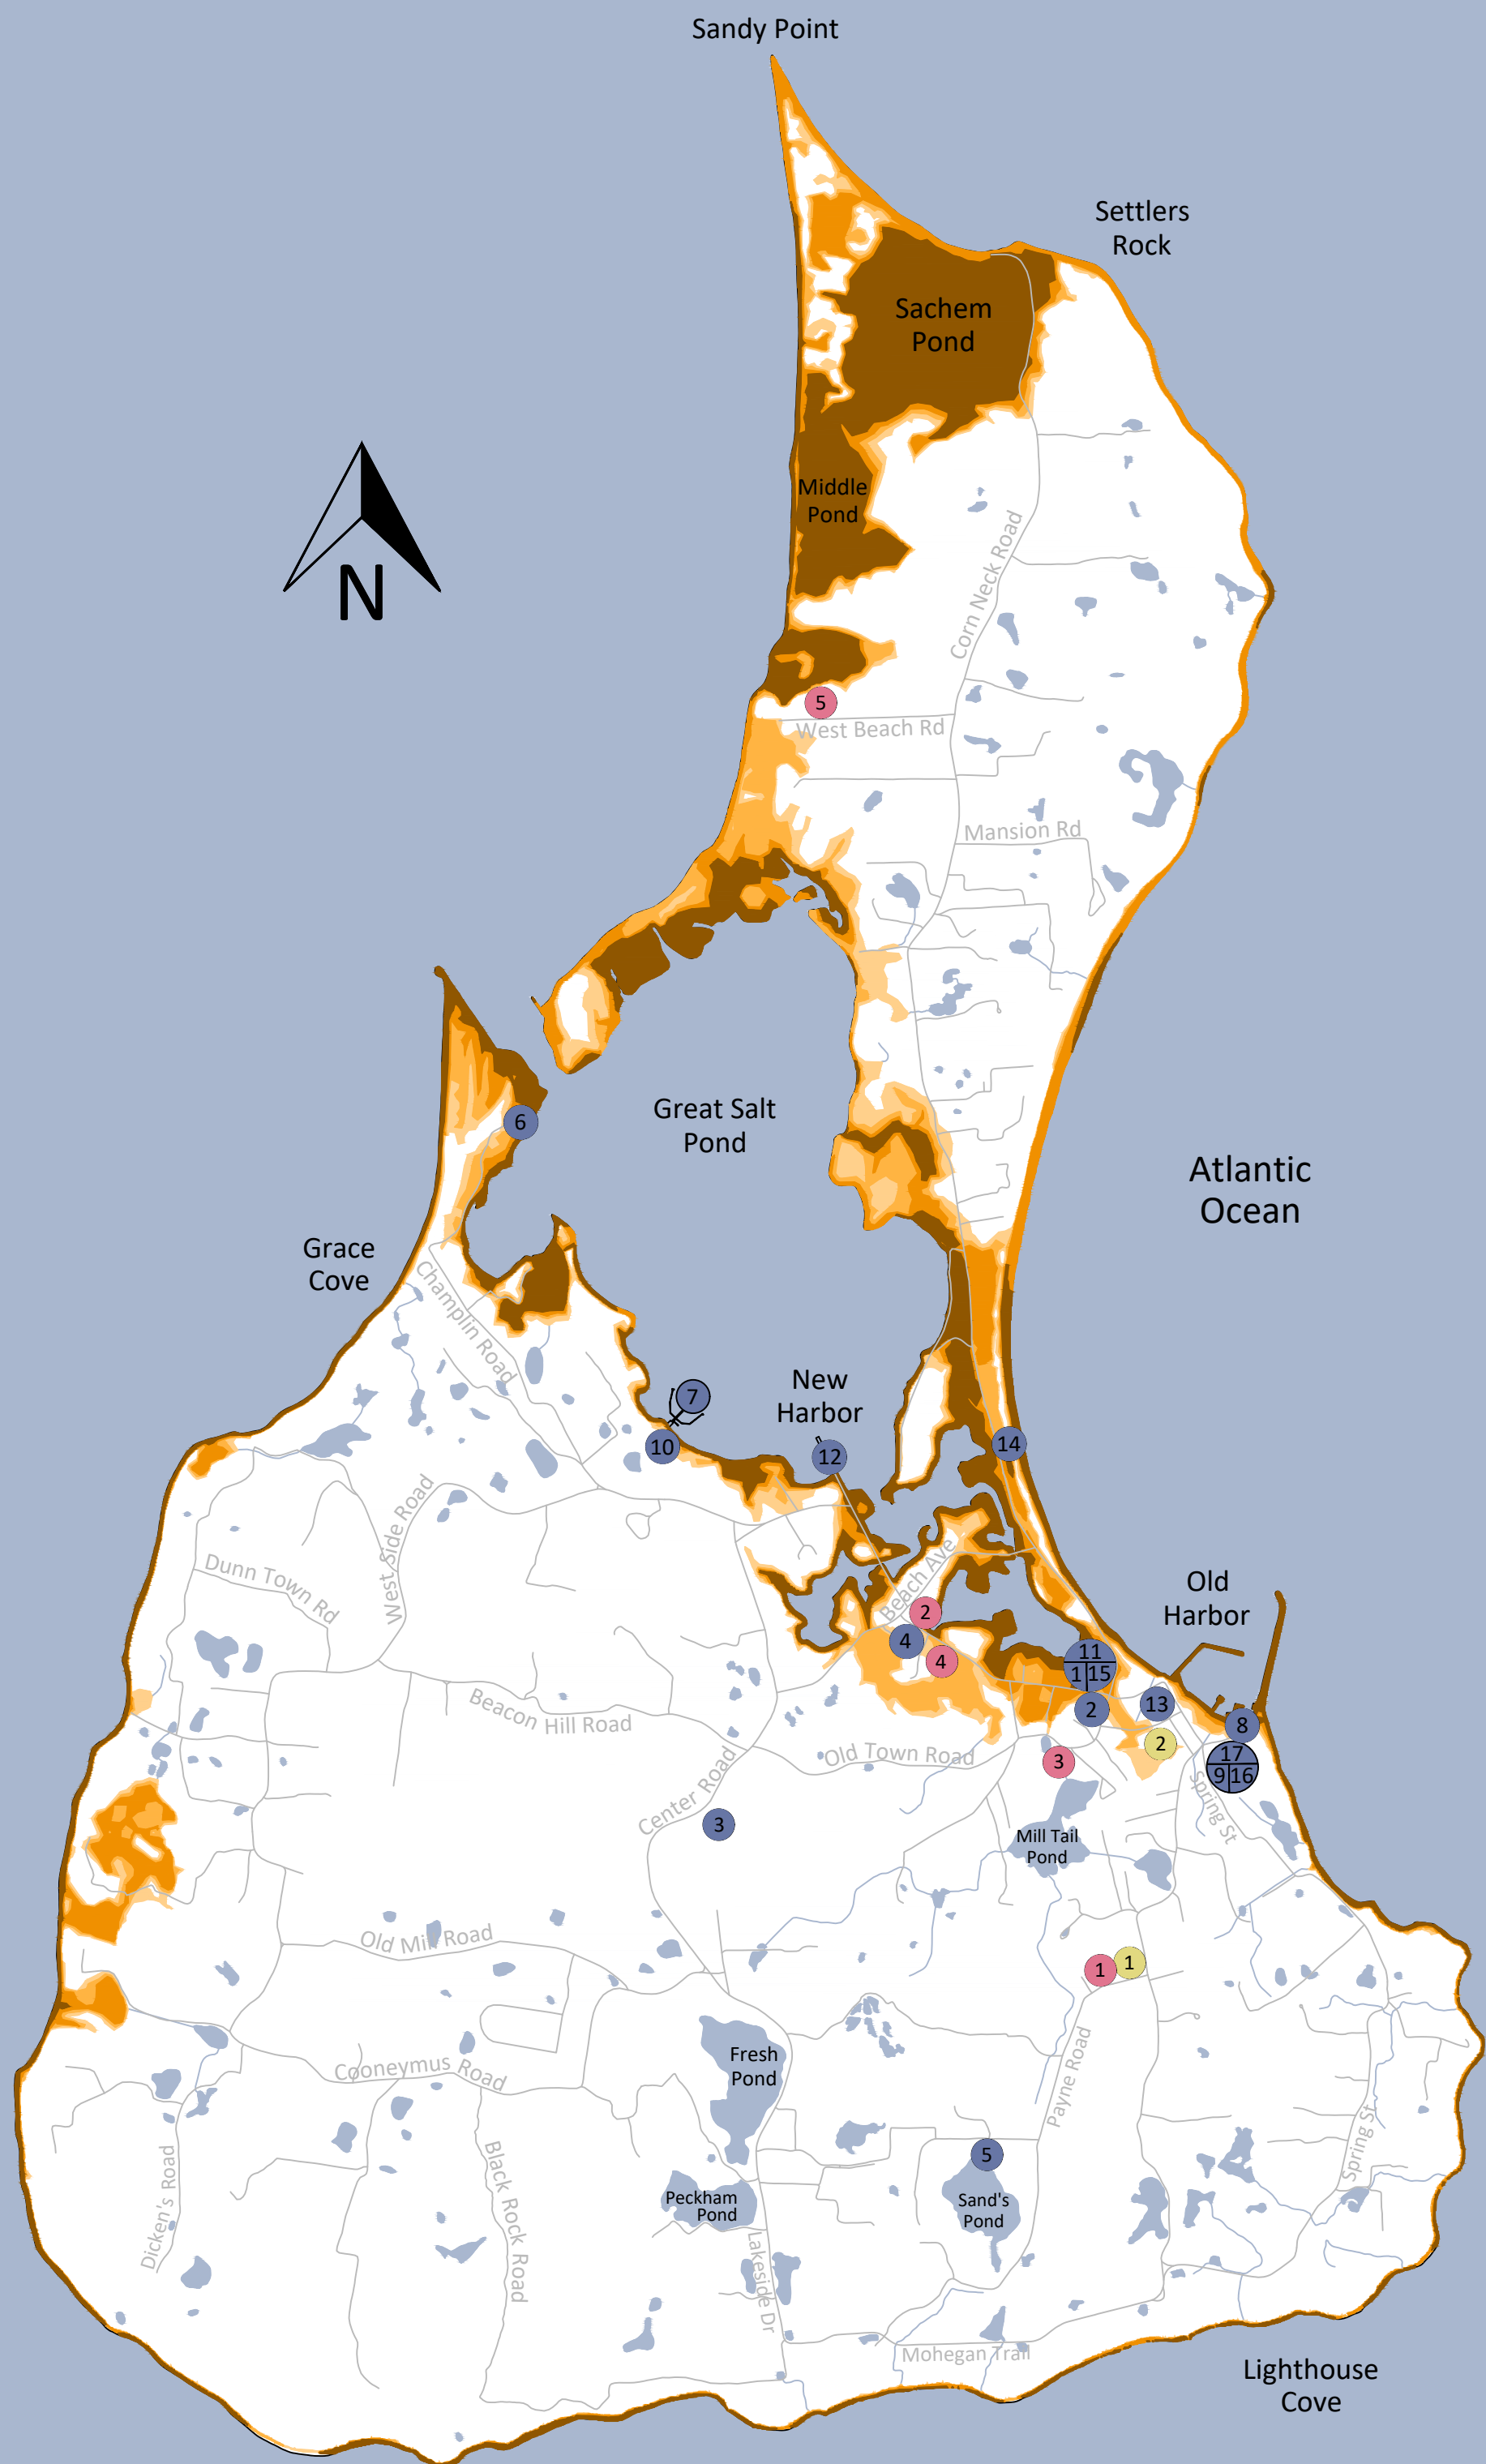 Sandy Point
Settlers
Rock
Sachem
Pond
Middle
Pond
N
Corn Neck Road
5
West Beach Rd
Mansion Rd
Great Salt
Pond
6
Atlantic
Ocean
Grace
Cove
Champlin Road
New
Harbor
7
10
12
14
West Side Road
Dunn Town Rd
Beach Ave
Old
Harbor
2
4
4
11
1 15
2
13
8
2
17
9 16
Beacon Hill Road
Old Town Road
3
Center Road
3
Spring St
Mill Tail
Pond
Old Mill Road
1
1
Fresh
Pond
Cooneymus Road
Payne Road
Dicken's Road
Black Rock Road
5
Sand's
Pond
Peckham
Pond
Spring St
Lakeside Dr
Mohegan Trail
Lighthouse
Cove